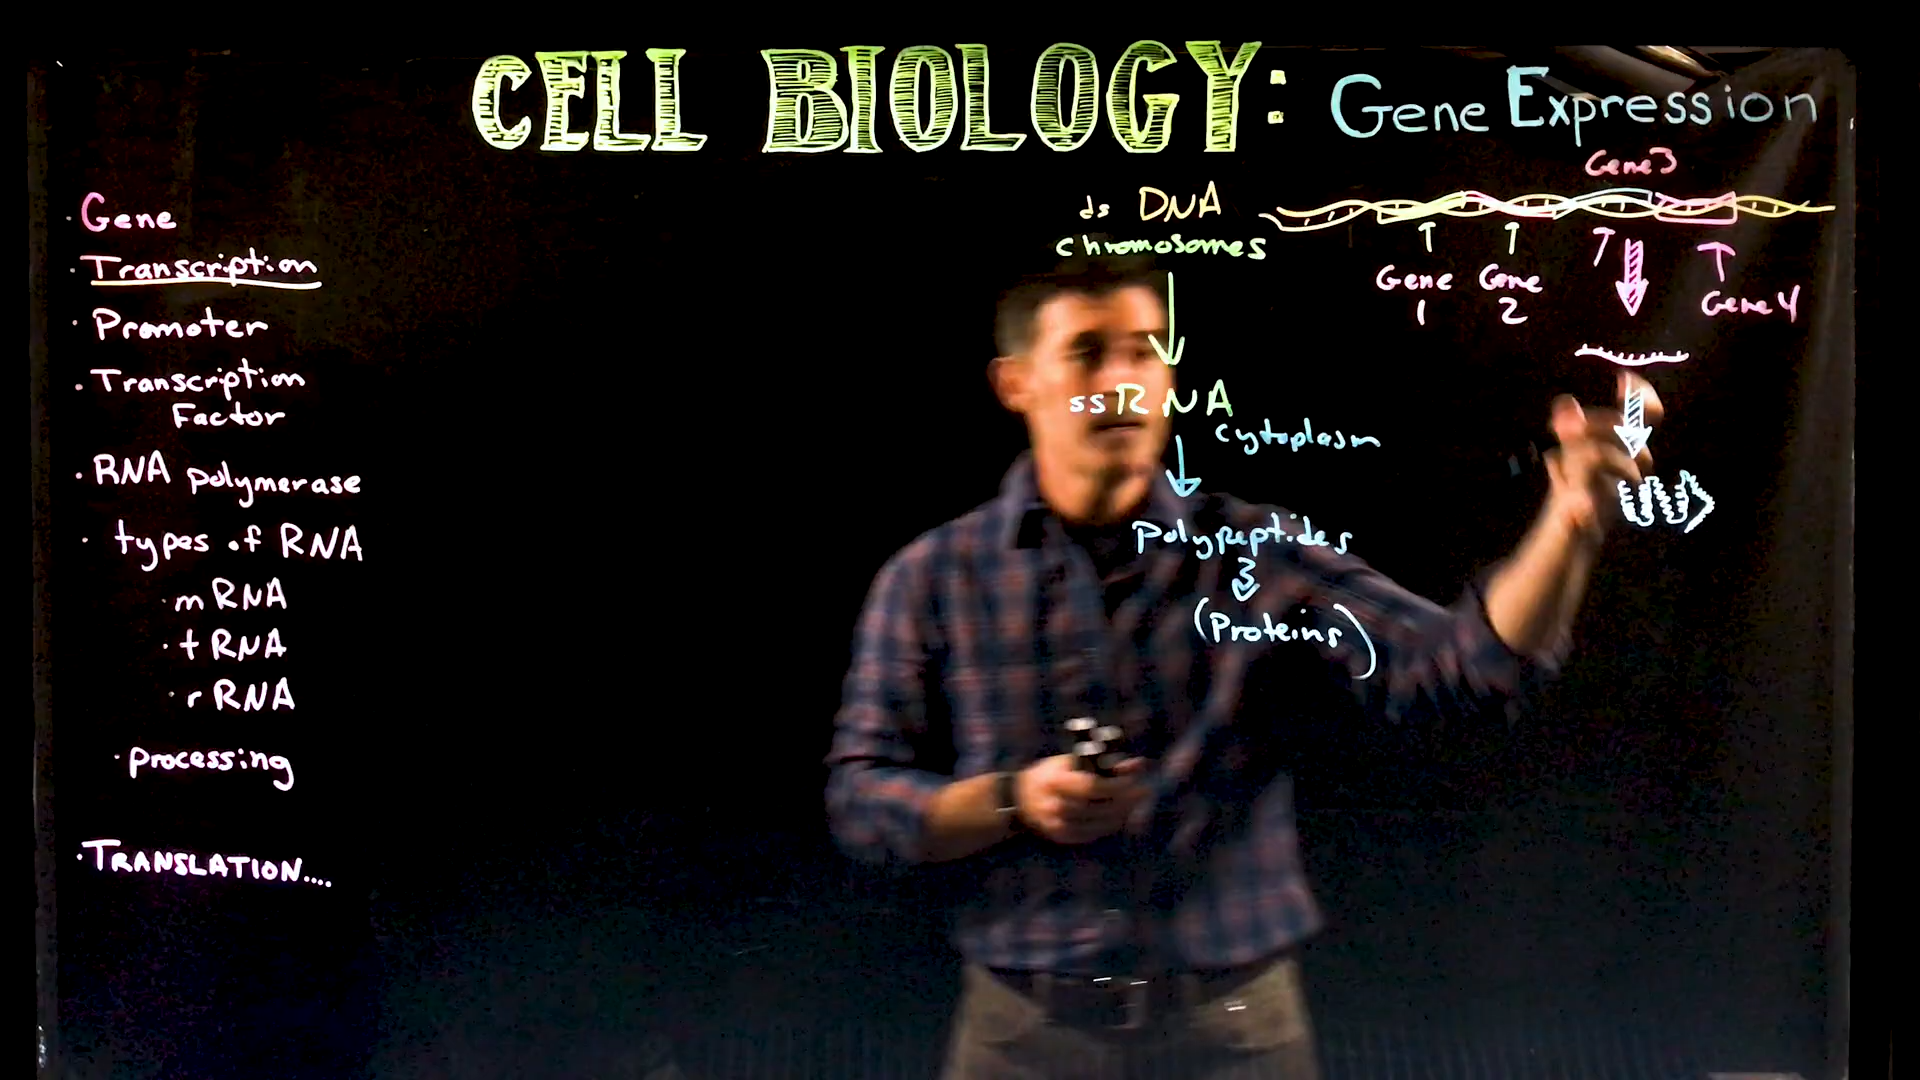 CELL BIOLOGY: Gene Expression
· Gene
· Transcription
· Promoter
· Transcription
Factor
· RNA polymerase
· types of RNA
· mRNA
· tRNA
· rRNA
· processing
· TRANSLATION....
ds DNA
chromosomes
ssRNA
cytoplasm
Polypeptides
(Proteins)
Gene 3
Gene
1
Gene
2
Gene 4